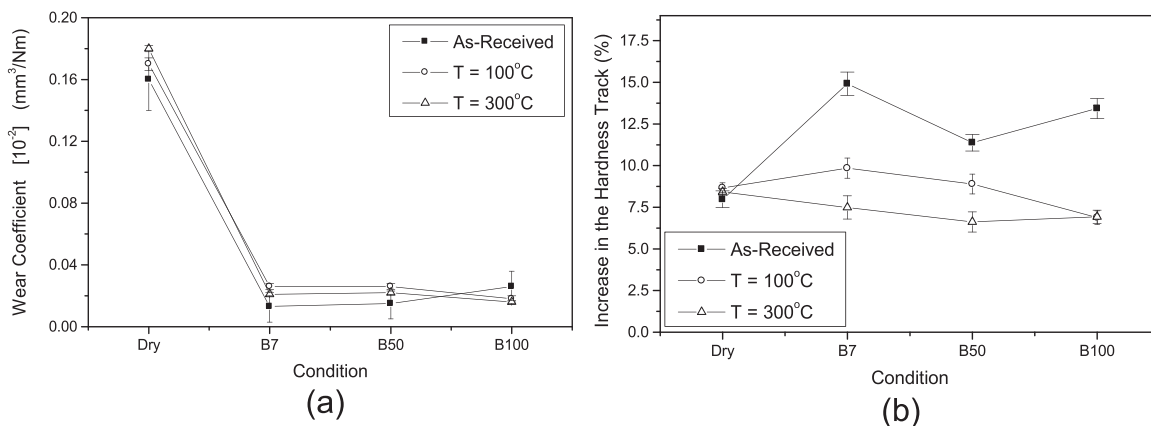 0.20
0.16
0.12
0.08
0.04
0.00
Wear Coefficient [10⁻²] (mm³/Nm)
As-Received
T = 100°C
T = 300°C
Dry
B7
B50
B100
Condition
(a)
17.5
15.0
12.5
10.0
7.5
5.0
2.5
0.0
Increase in the Hardness Track (%)
As-Received
T = 100°C
T = 300°C
Dry
B7
B50
B100
Condition
(b)